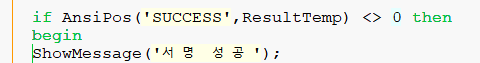 if AnsiPos('SUCCESS',ResultTemp) <> 0 then
begin
ShowMessage('서명 성공');